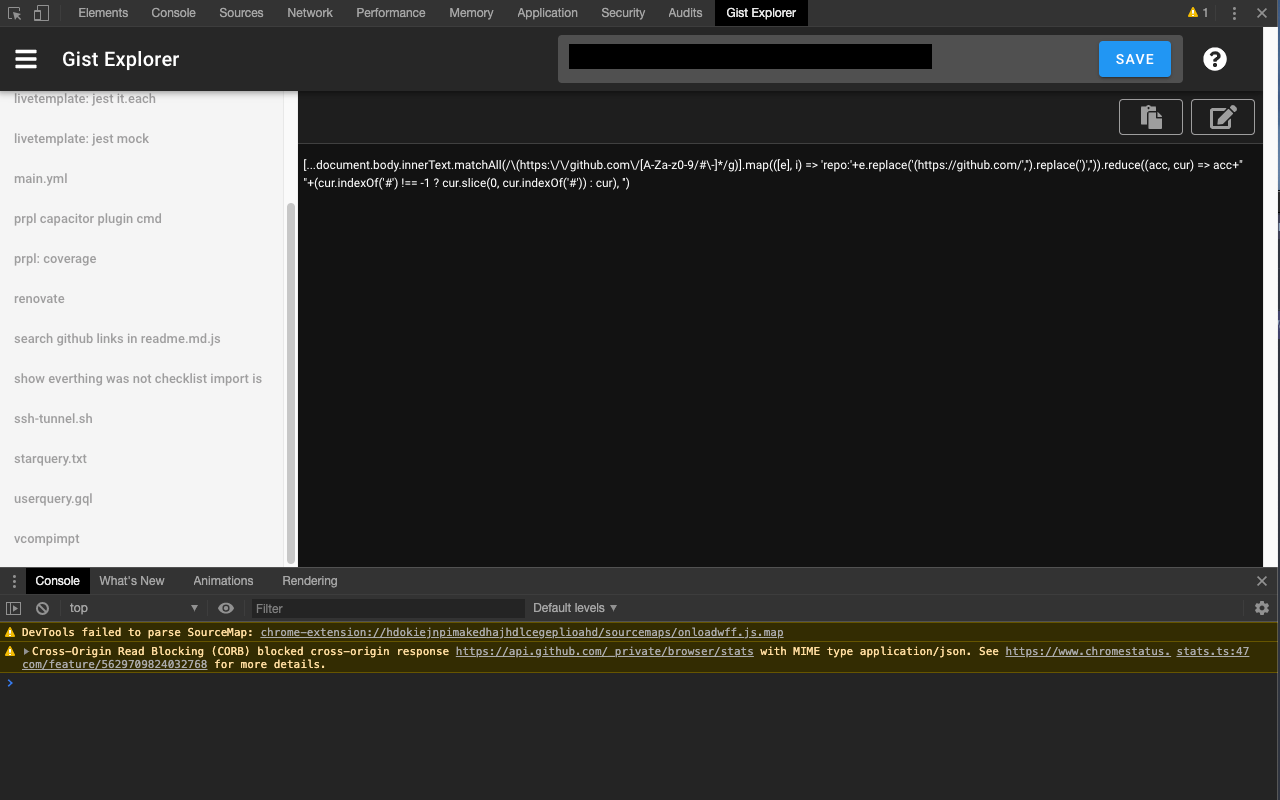 Elements Console Sources Network Performance Memory Application Security Audits Gist Explorer 1
Gist Explorer SAVE
livetemplate: jest it.each
livetemplate: jest mock
main.yml
prpl capacitor plugin cmd
prpl: coverage
renovate
search github links in readme.md.js
show everthing was not checklist import is
ssh-tunnel.sh
starquery.txt
userquery.gql
vcompimpt
[...document.body.innerText.matchAll(/\(https:\/\/github.com\/[A-Za-z0-9/#\-]*/g)].map(([e], i) => 'repo:'+e.replace('(https://github.com/','').replace(')','')).reduce((acc, cur) => acc+"
"+(cur.indexOf('#') !== -1 ? cur.slice(0, cur.indexOf('#')) : cur), '')
Console What's New Animations Rendering
top Filter Default levels
DevTools failed to parse SourceMap: chrome-extension://hdokiejnpimakedhajhdlcegeplioahd/sourcemaps/onloadwff.js.map
Cross-Origin Read Blocking (CORB) blocked cross-origin response https://api.github.com/_private/browser/stats with MIME type application/json. See https://www.chromestatus. stats.ts:47
com/feature/5629709824032768 for more details.